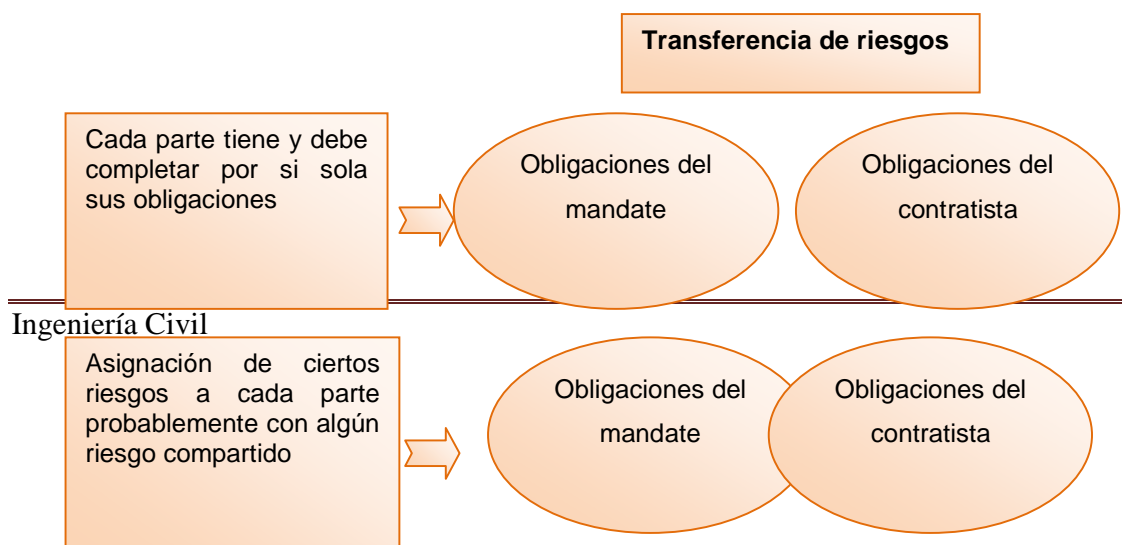 Transferencia de riesgos
Cada parte tiene y debe
completar por si sola
sus obligaciones
Obligaciones del
mandate
Obligaciones del
contratista
Ingeniería Civil
Asignación de ciertos
riesgos a cada parte
probablemente con algún
riesgo compartido
Obligaciones del
mandate
Obligaciones del
contratista